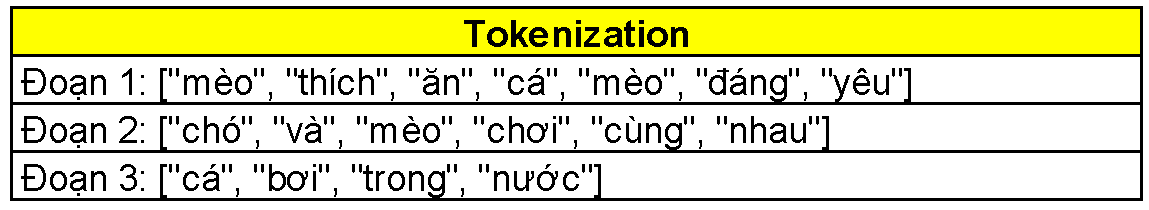 Tokenization
Đoạn 1: ["mèo", "thích", "ăn", "cá", "mèo", "đáng", "yêu"]
Đoạn 2: ["chó", "và", "mèo", "chơi", "cùng", "nhau"]
Đoạn 3: ["cá", "bơi", "trong", "nước"]